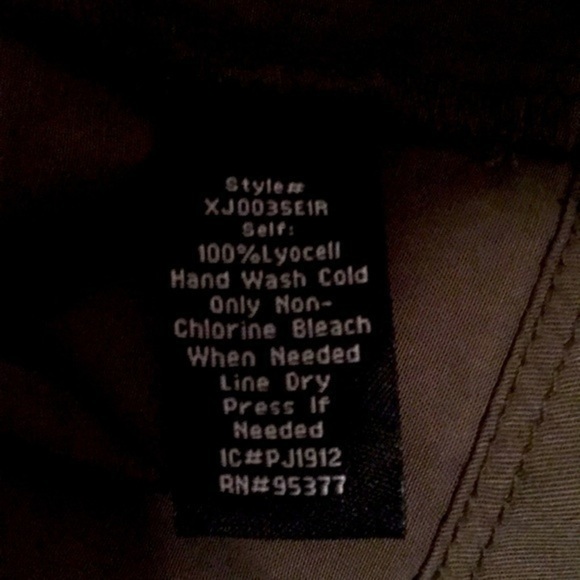 Style#
XJ003SE1R
Self:
100%Lyocell
Hand Wash Cold
Only Non-
Chlorine Bleach
When Needed
Line Dry
Press If
Needed
IC#PJ1912
RN#95377